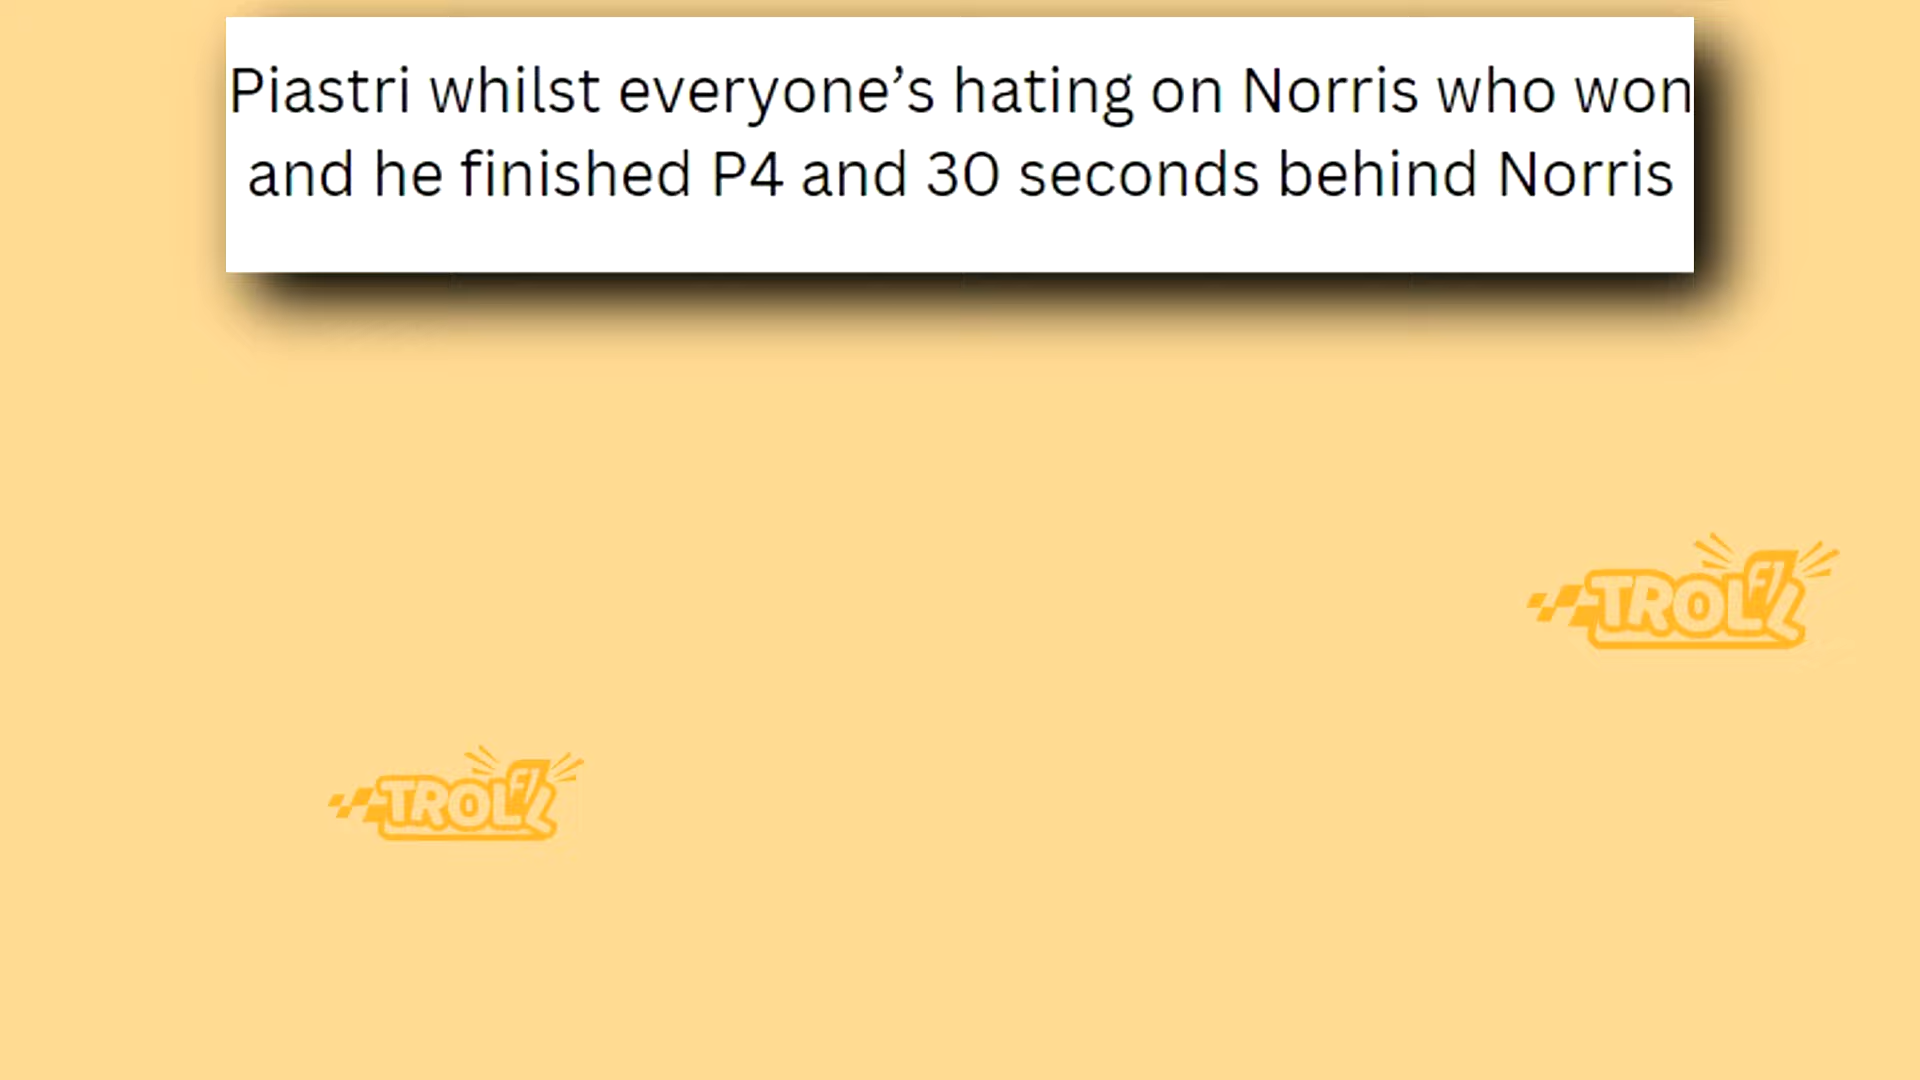 Piastri whilst everyone’s hating on Norris who won
and he finished P4 and 30 seconds behind Norris
TROLL F1
TROLL F1